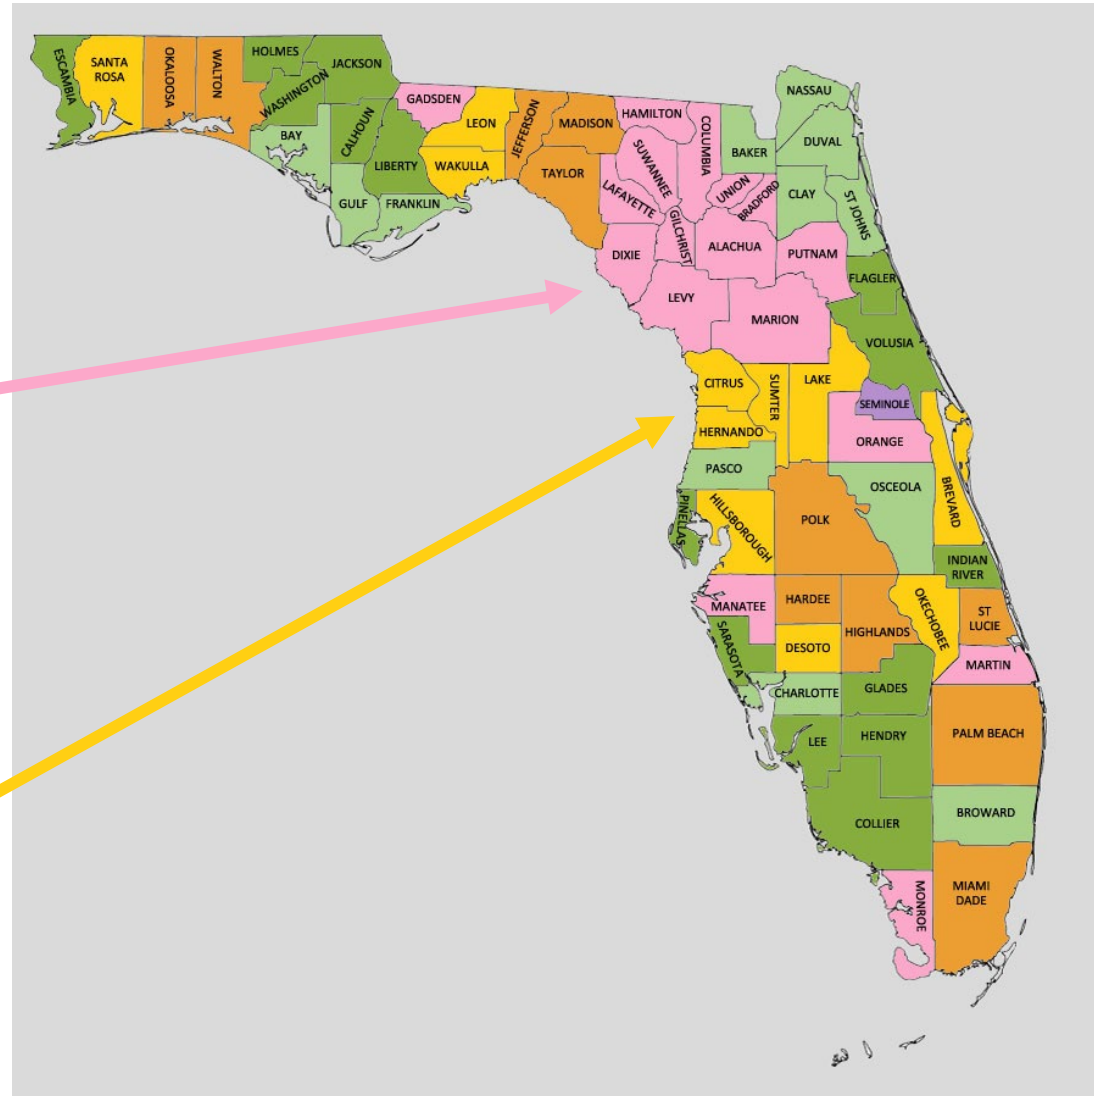 ESCAMBIA
SANTA
ROSA
OKALOOSA
WALTON
HOLMES
WASHINGTON
JACKSON
BAY
CALHOUN
LIBERTY
GULF
FRANKLIN
GADSDEN
LEON
WAKULLA
JEFFERSON
MADISON
TAYLOR
HAMILTON
SUWANNEE
LAFAYETTE
COLUMBIA
BAKER
NASSAU
DUVAL
UNION
BRADFORD
CLAY
ST JOHNS
GILCHRIST
DIXIE
ALACHUA
PUTNAM
FLAGLER
LEVY
MARION
VOLUSIA
CITRUS
SUMTER
LAKE
SEMINOLE
HERNANDO
ORANGE
PASCO
OSCEOLA
BREVARD
PINELLAS
HILLSBOROUGH
POLK
INDIAN
RIVER
MANATEE
HARDEE
HIGHLANDS
OKECHOBEE
ST
LUCIE
SARASOTA
DESOTO
MARTIN
CHARLOTTE
GLADES
LEE
HENDRY
PALM BEACH
COLLIER
BROWARD
MONROE
MIAMI
DADE